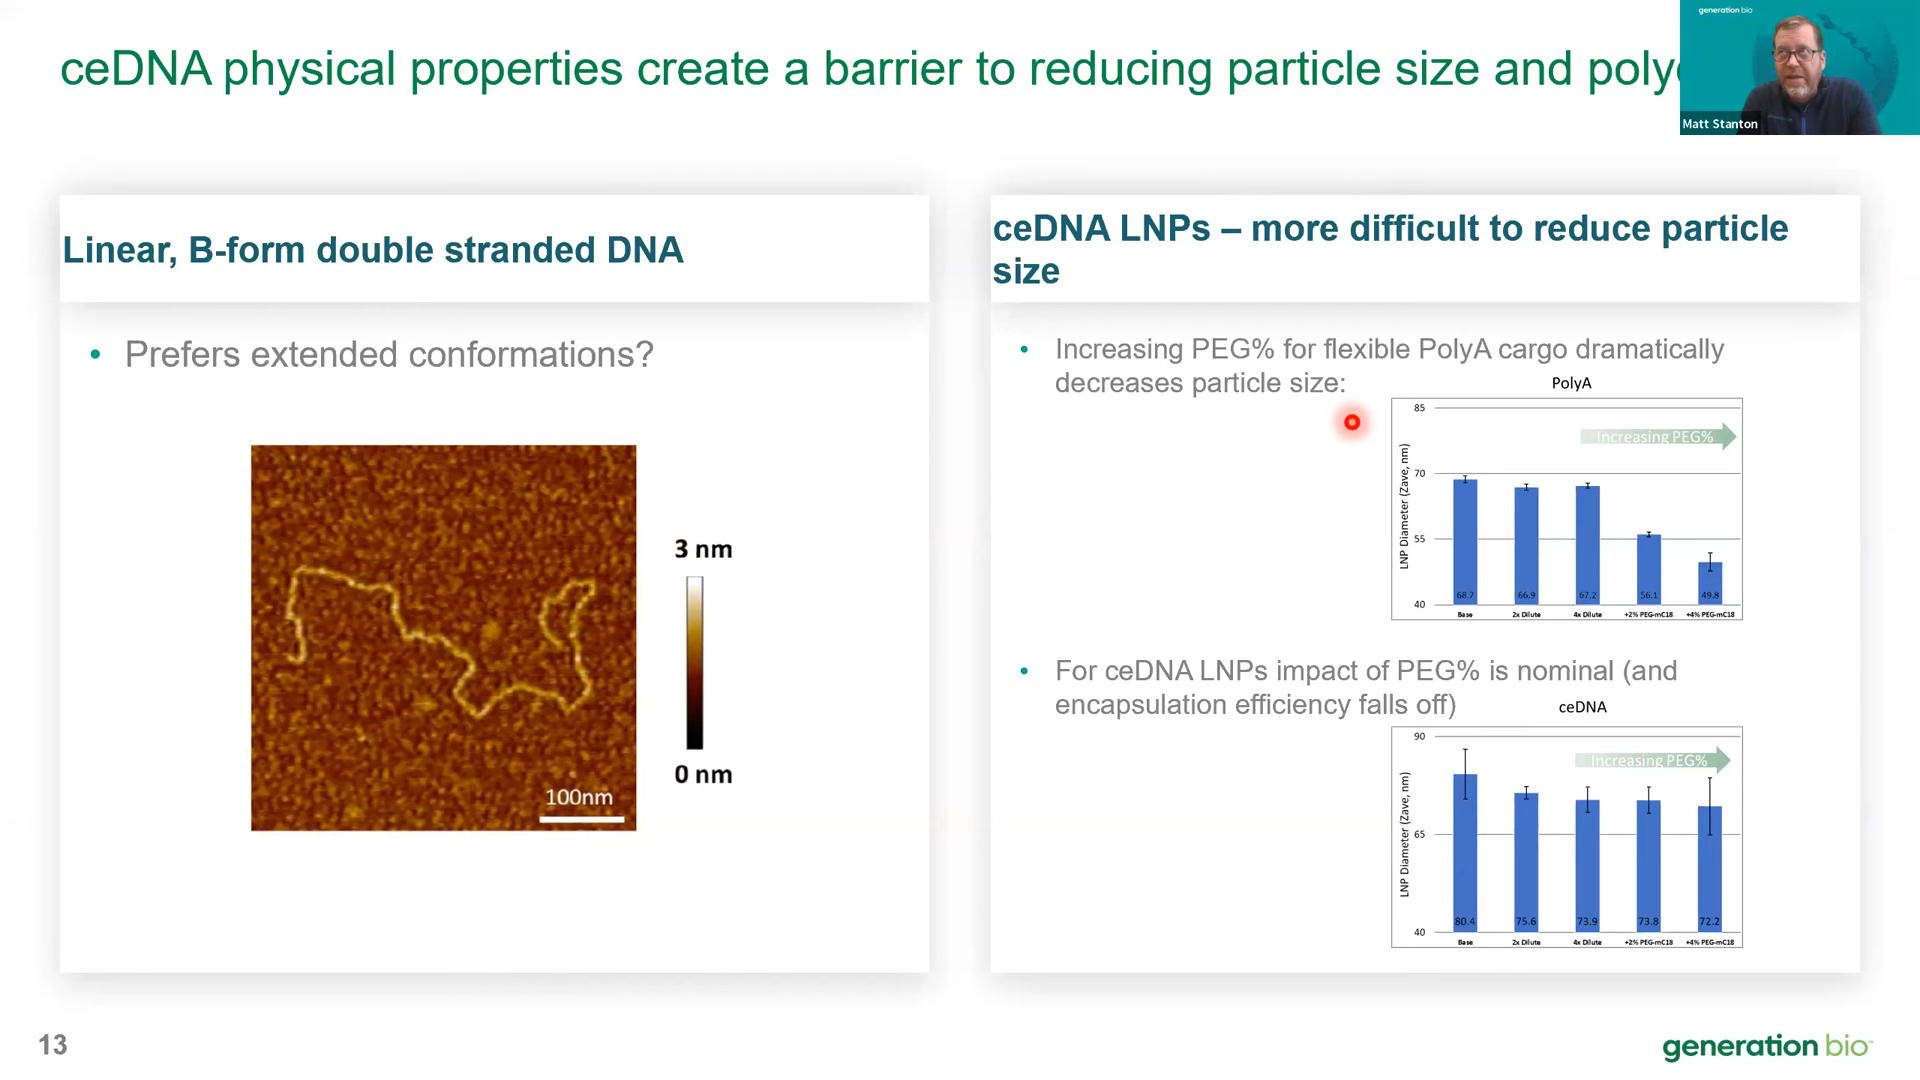 ceDNA physical properties create a barrier to reducing particle size and
generation bio
Matt Stanton
Linear, B-form double stranded DNA
• Prefers extended conformations?
3 nm
0 nm
100nm
ceDNA LNPs – more difficult to reduce particle
size
• Increasing PEG% for flexible PolyA cargo dramatically
decreases particle size:
PolyA
85
70
55
40
LNP Diameter (Zave, nm)
Increasing PEG%
68.7 66.9 67.2 56.1 49.8
Base 2x Dilute 4x Dilute +2% PEG-mC18 +4% PEG-mC18
• For ceDNA LNPs impact of PEG% is nominal (and
encapsulation efficiency falls off)
ceDNA
90
65
40
LNP Diameter (Zave, nm)
Increasing PEG%
80.4 75.6 73.9 73.8 72.2
Base 2x Dilute 4x Dilute +2% PEG-mC18 +4% PEG-mC18
13
generation bio™